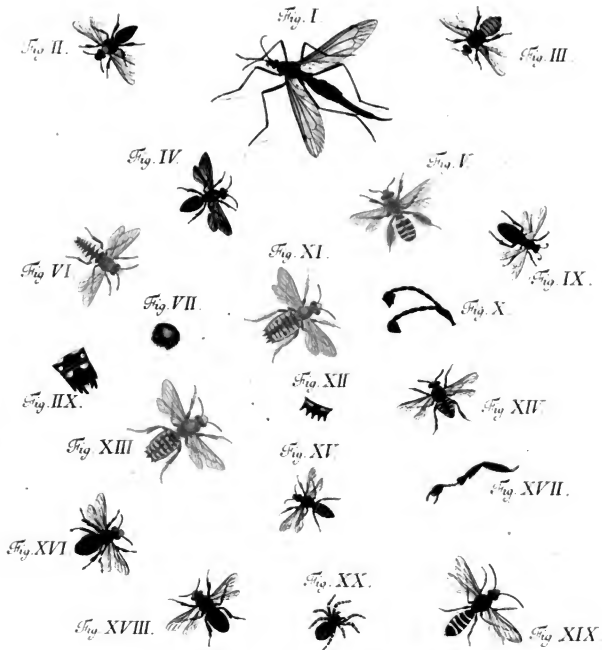 Fig. I.
Fig. II.
Fig. III.
Fig. IV.
Fig. V.
Fig. VI
Fig. XI.
Fig. IX.
Fig. VII.
Fig. X.
Fig. IIX.
Fig. XII
Fig. XIV
Fig. XIII
Fig. XV
Fig. XVII.
Fig. XVI
Fig. XX.
Fig. XVIII.
Fig. XIX.